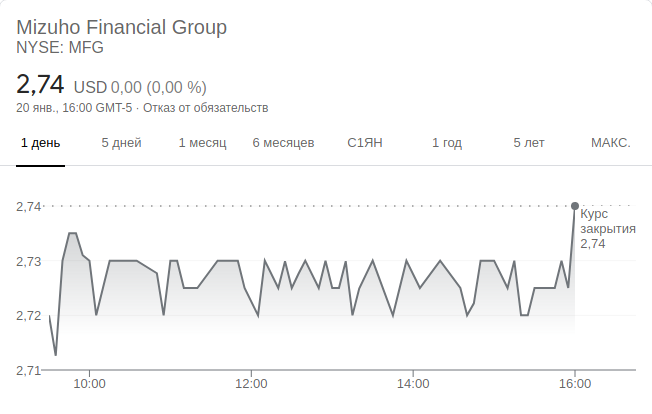 Mizuho Financial Group
NYSE: MFG
2,74 USD 0,00 (0,00 %)
20 янв., 16:00 GMT-5 · Отказ от обязательств
1 день 5 дней 1 месяц 6 месяцев С1ЯН 1 год 5 лет МАКС.
2,74
Курс
закрытия
2,74
2,73
2,72
2,71
10:00 12:00 14:00 16:00